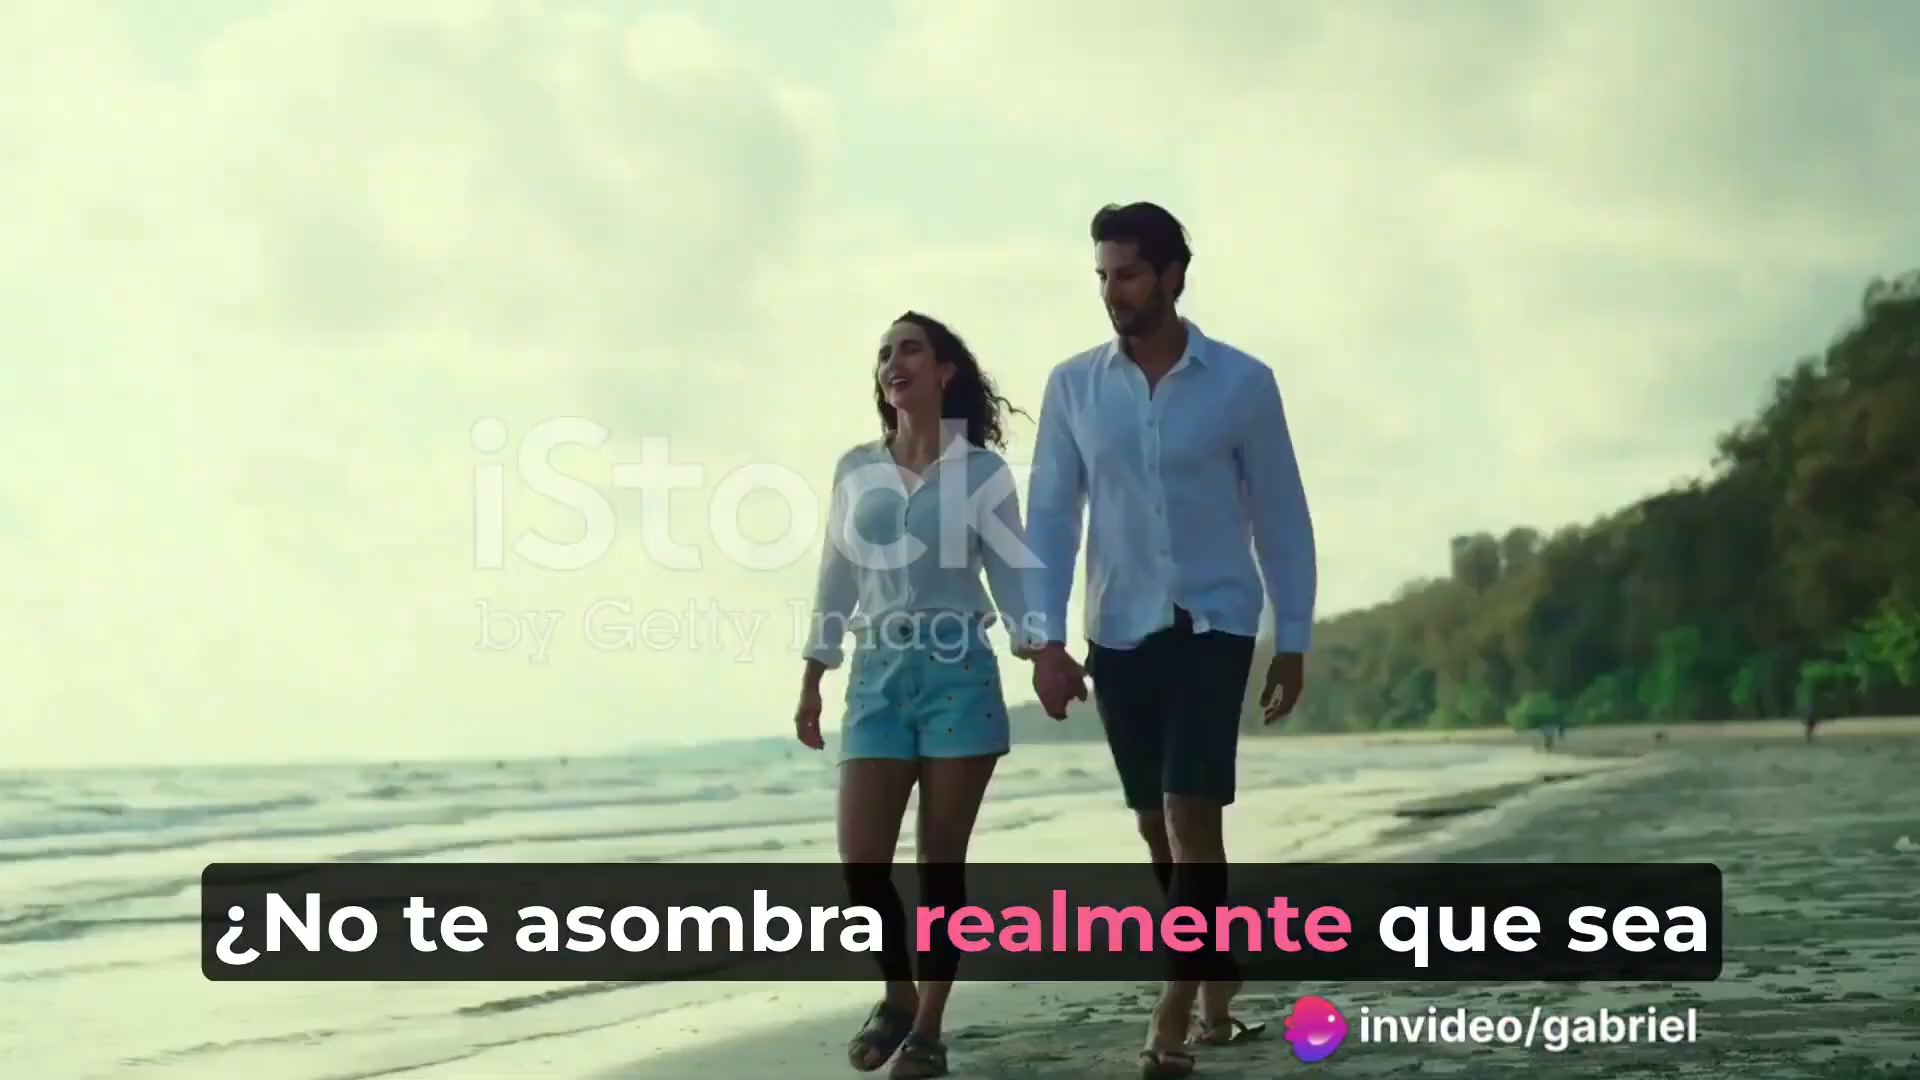 iStock
by Getty Images
¿No te asombra realmente que sea
invideo/gabriel